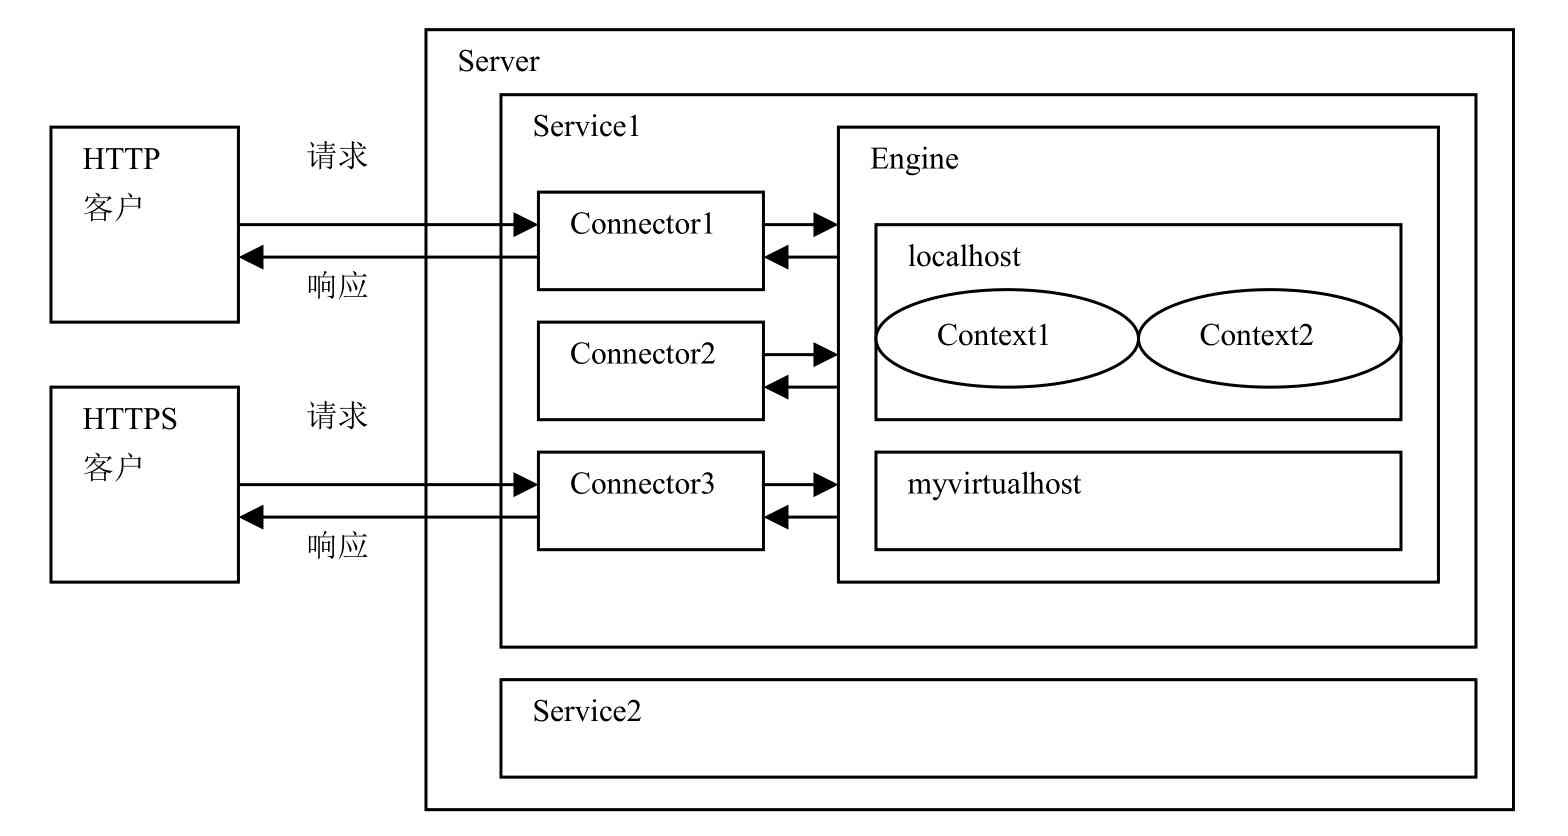 Server
Service1
HTTP
客户
请求
响应
Connector1
Engine
localhost
Context1
Context2
Connector2
HTTPS
客户
请求
响应
Connector3
myvirtualhost
Service2